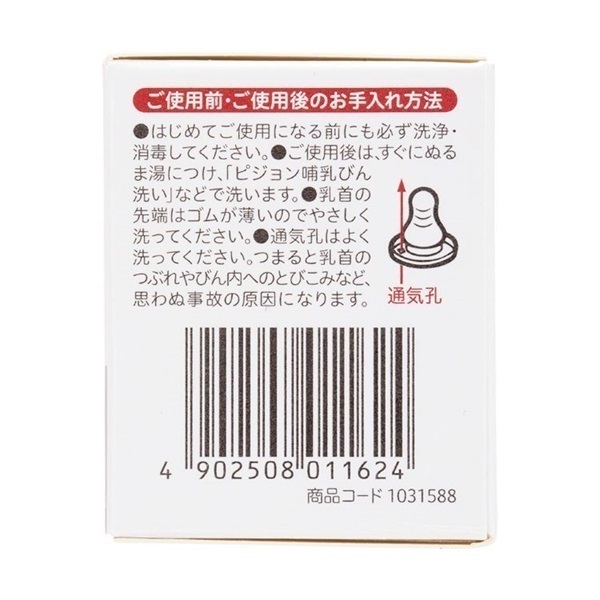 ご使用前・ご使用後のお手入れ方法
●はじめてご使用になる前にも必ず洗浄・
消毒してください。●ご使用後は、すぐにぬる
ま湯につけ、「ピジョン哺乳びん
洗い」などで洗います。●乳首の
先端はゴムが薄いのでやさしく
洗ってください。●通気孔はよく
洗ってください。つまると乳首の
つぶれやびん内へのとびこみなど、
思わぬ事故の原因になります。
通気孔
4 902508 011624
商品コード 1031588